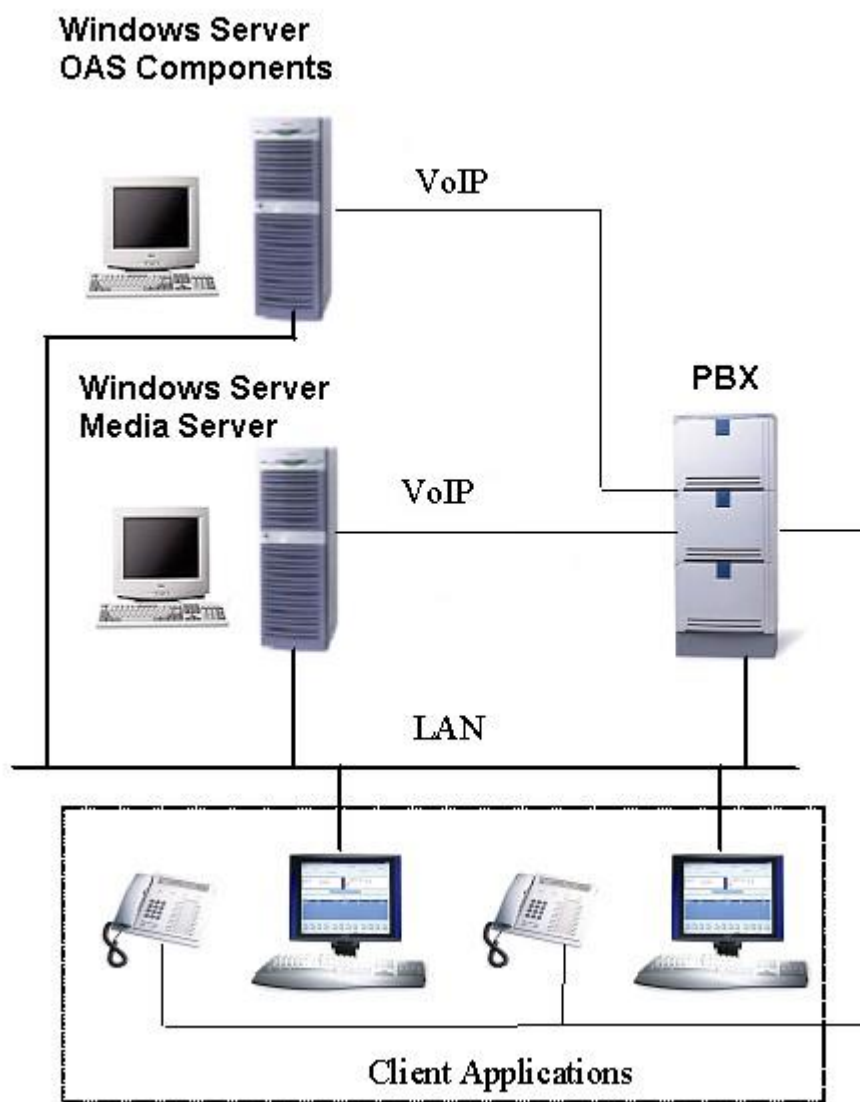 Windows Server
OAS Components
VoIP
Windows Server
Media Server
PBX
VoIP
LAN
Client Applications